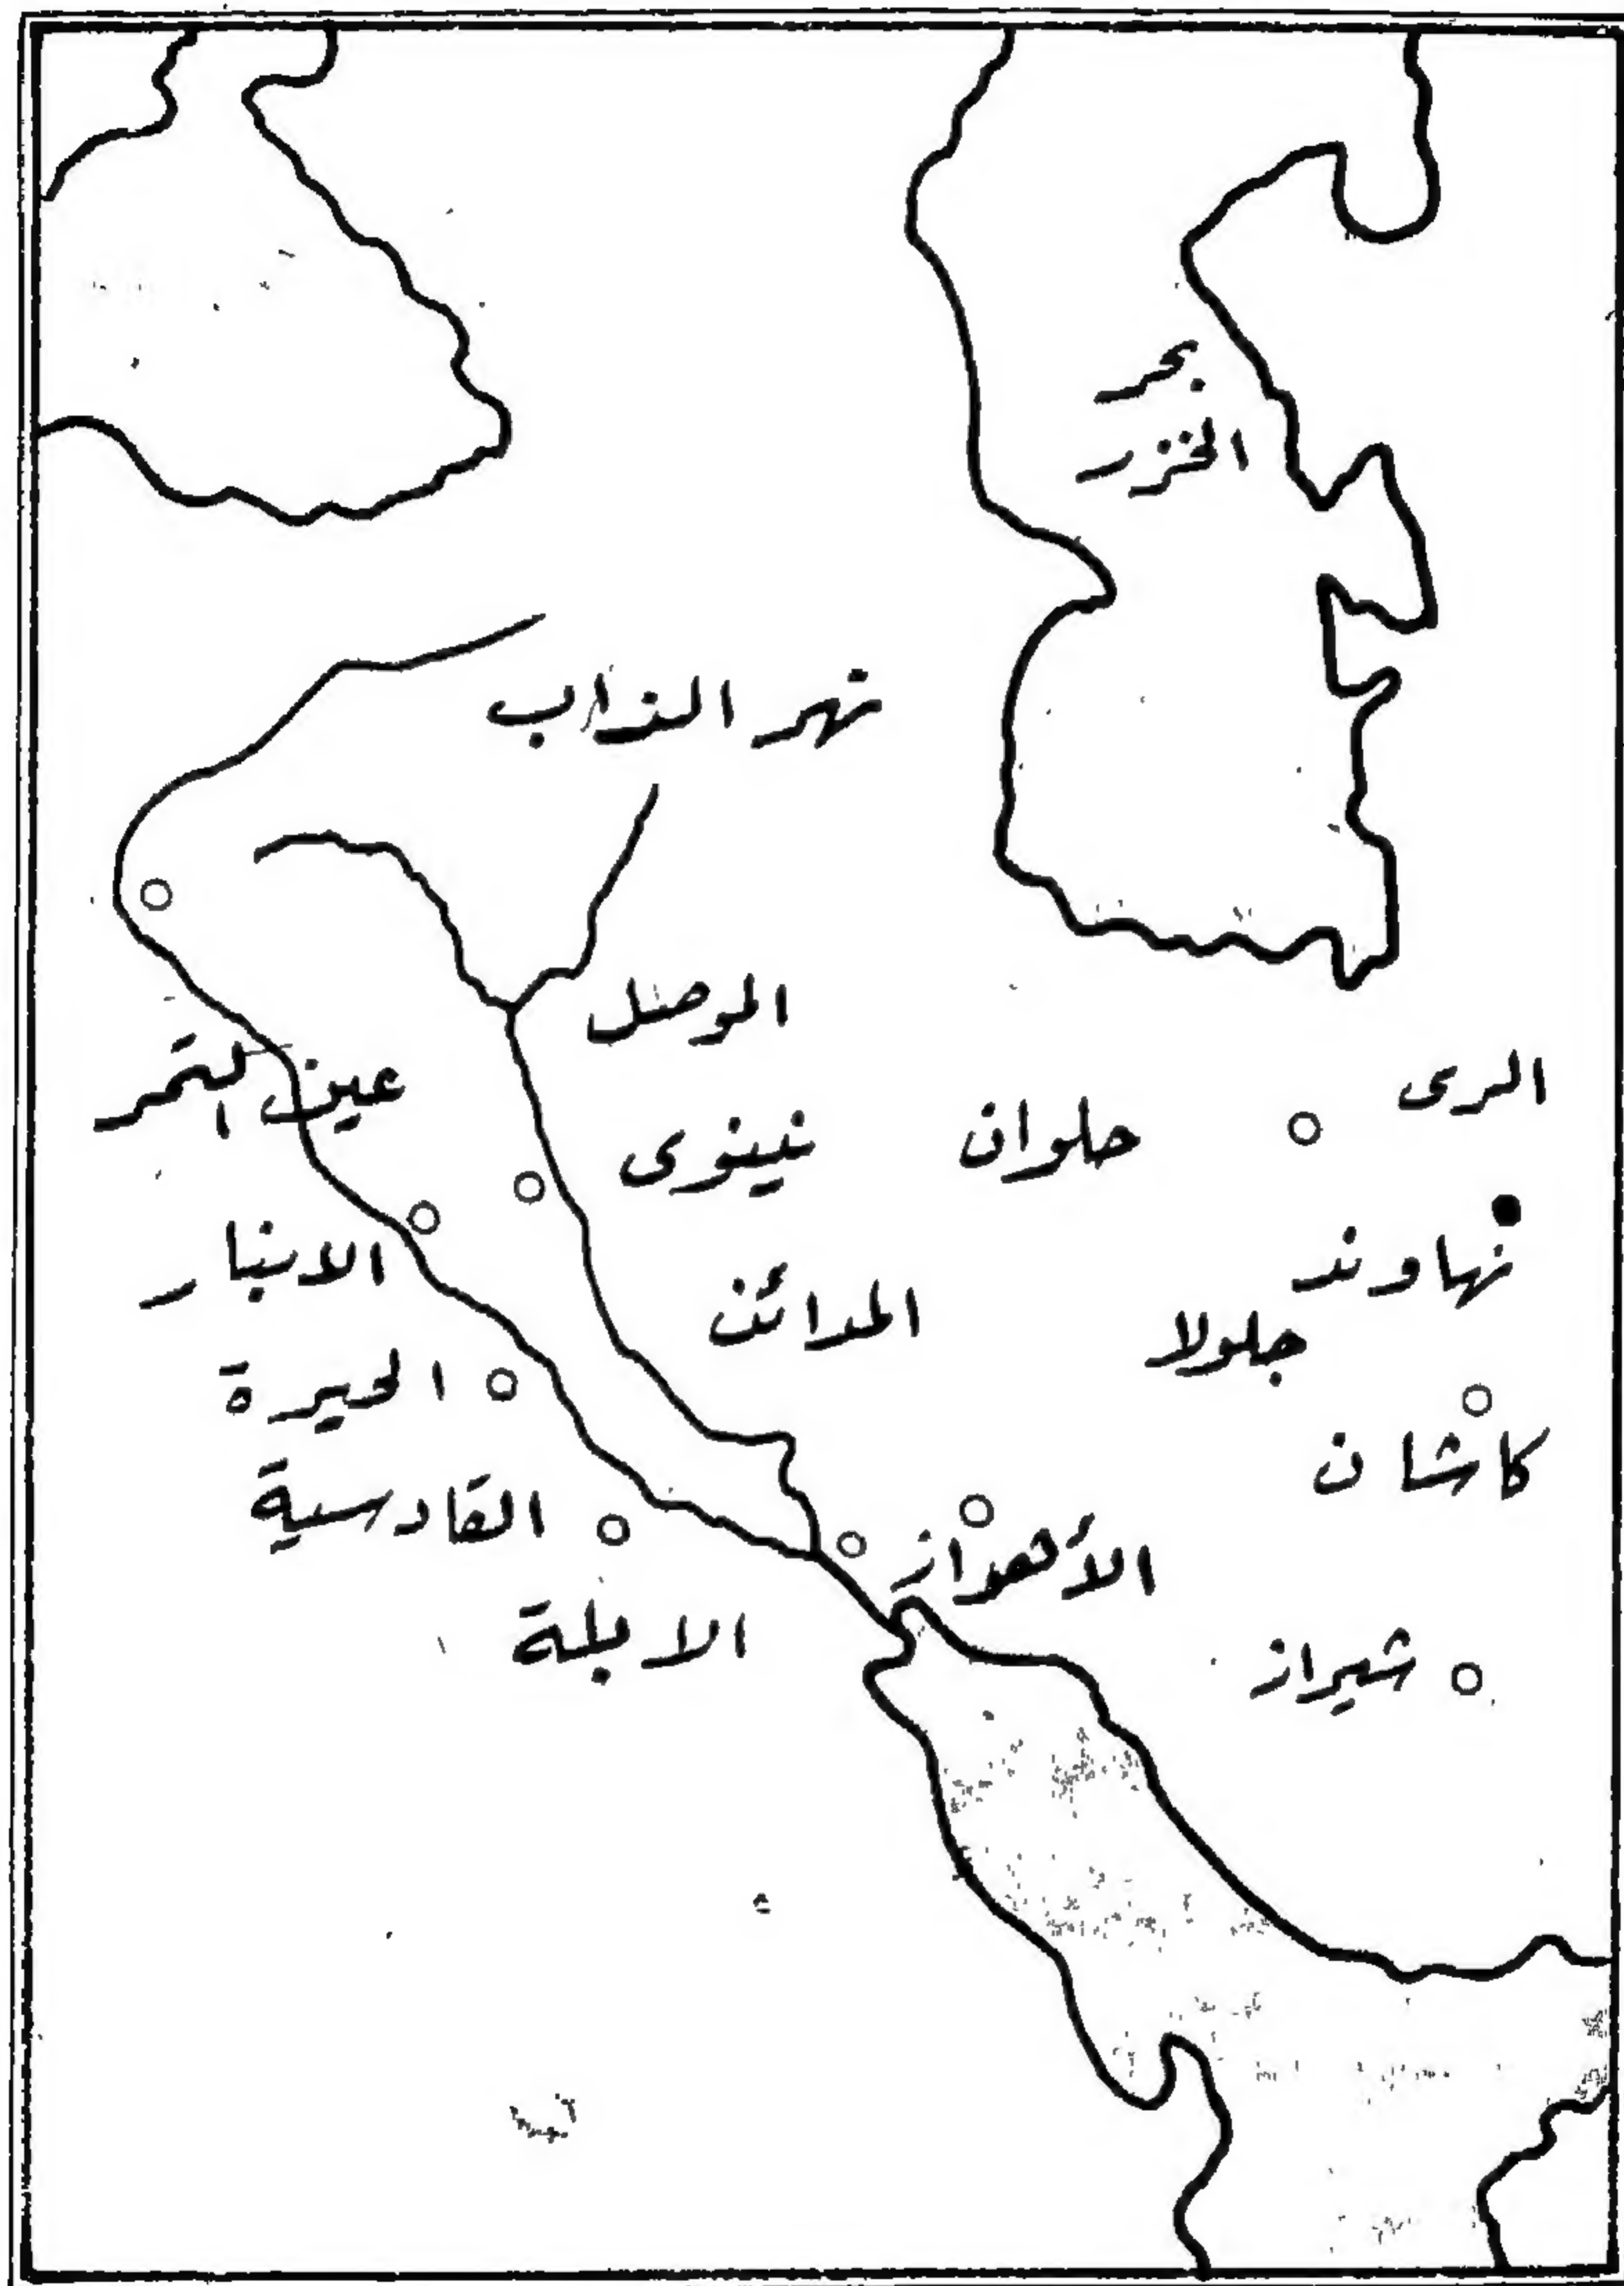 بحر
الخزر
نهر الزاب
الموصل
الرى
عين التمر
نينوى
حلوان
نهاوند
الانبار
المدائن
جلولا
الحيرة
كاشان
القادسية
الأهواز
الابلة
شيراز